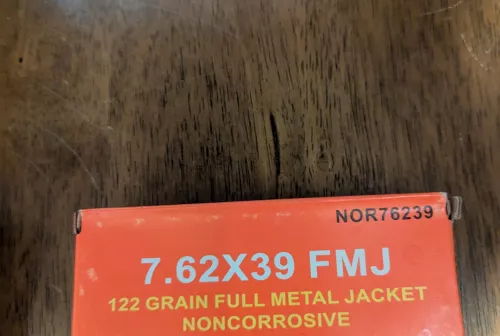 NOR76239
7.62X39 FMJ
122 GRAIN FULL METAL JACKET
NONCORROSIVE